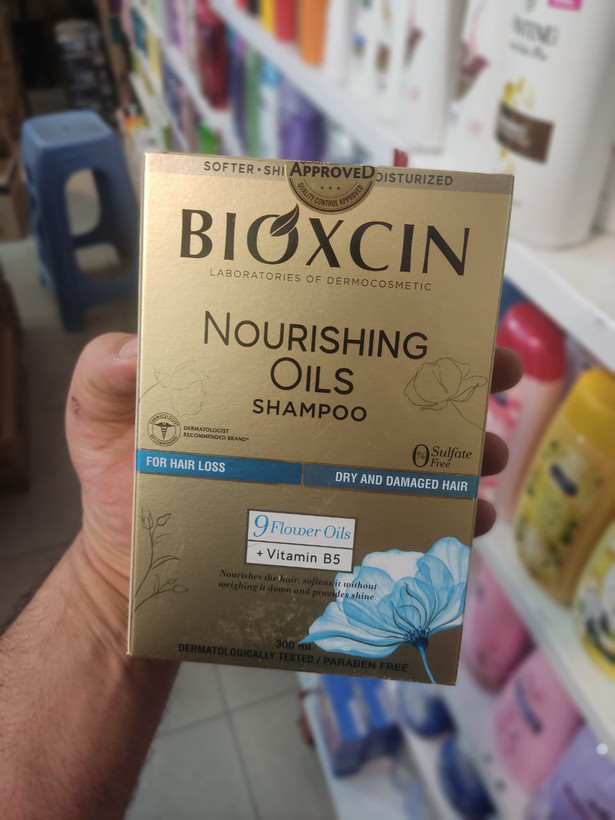 SOFTER • SHI
APPROVED
OISTURIZED
QUALITY CONTROL APPROVED
BIOXCIN
LABORATORIES OF DERMOCOSMETIC
NOURISHING
OILS
SHAMPOO
DERMATOLOGIST
RECOMMENDED
DERMATOLOGIST
RECOMMENDED BRAND*
0% Sulfate
Free
FOR HAIR LOSS
DRY AND DAMAGED HAIR
9 Flower Oils
+ Vitamin B5
Nourishes the hair, softens it without
weighing it down and provides shine.
300 ml
DERMATOLOGICALLY TESTED / PARABEN FREE